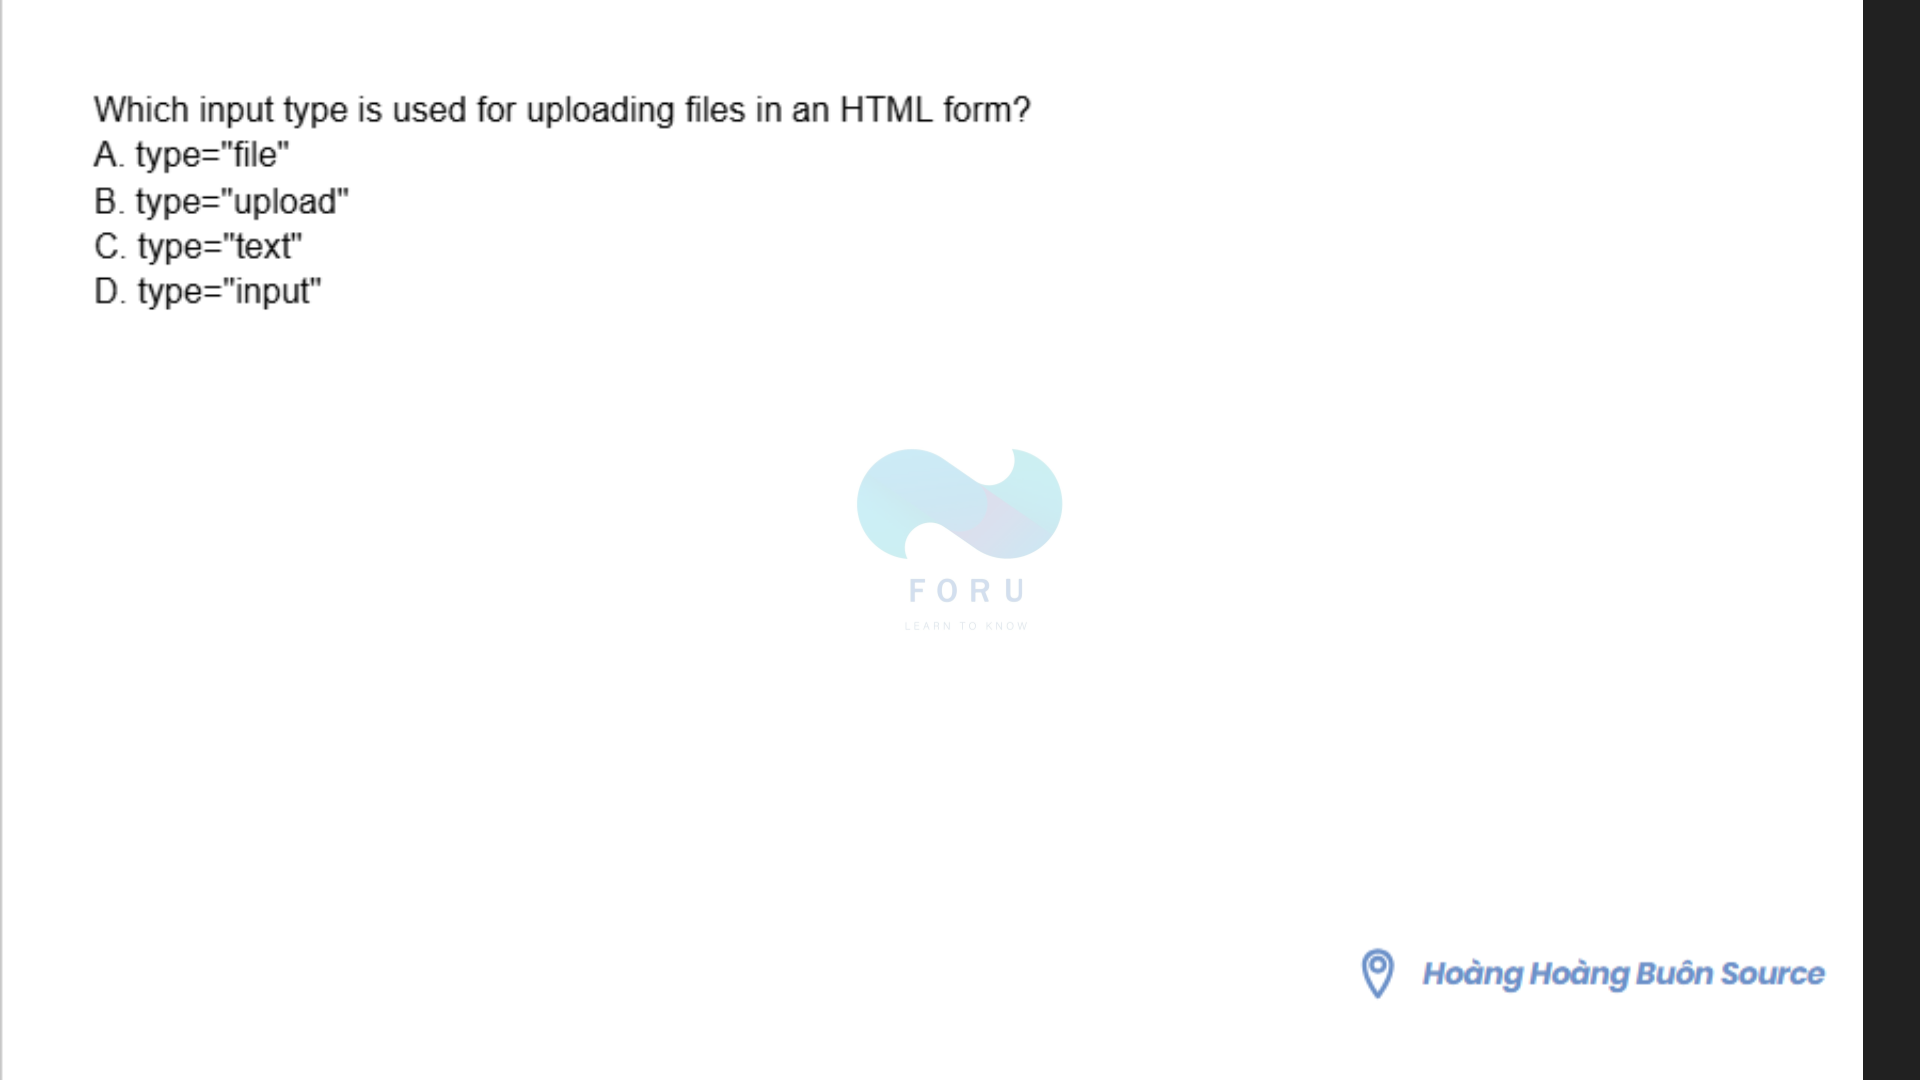 Which input type is used for uploading files in an HTML form?
A. type="file"
B. type="upload"
C. type="text"
D. type="input"
FORU
LEARN TO KNOW
Hoàng Hoàng Buôn Source